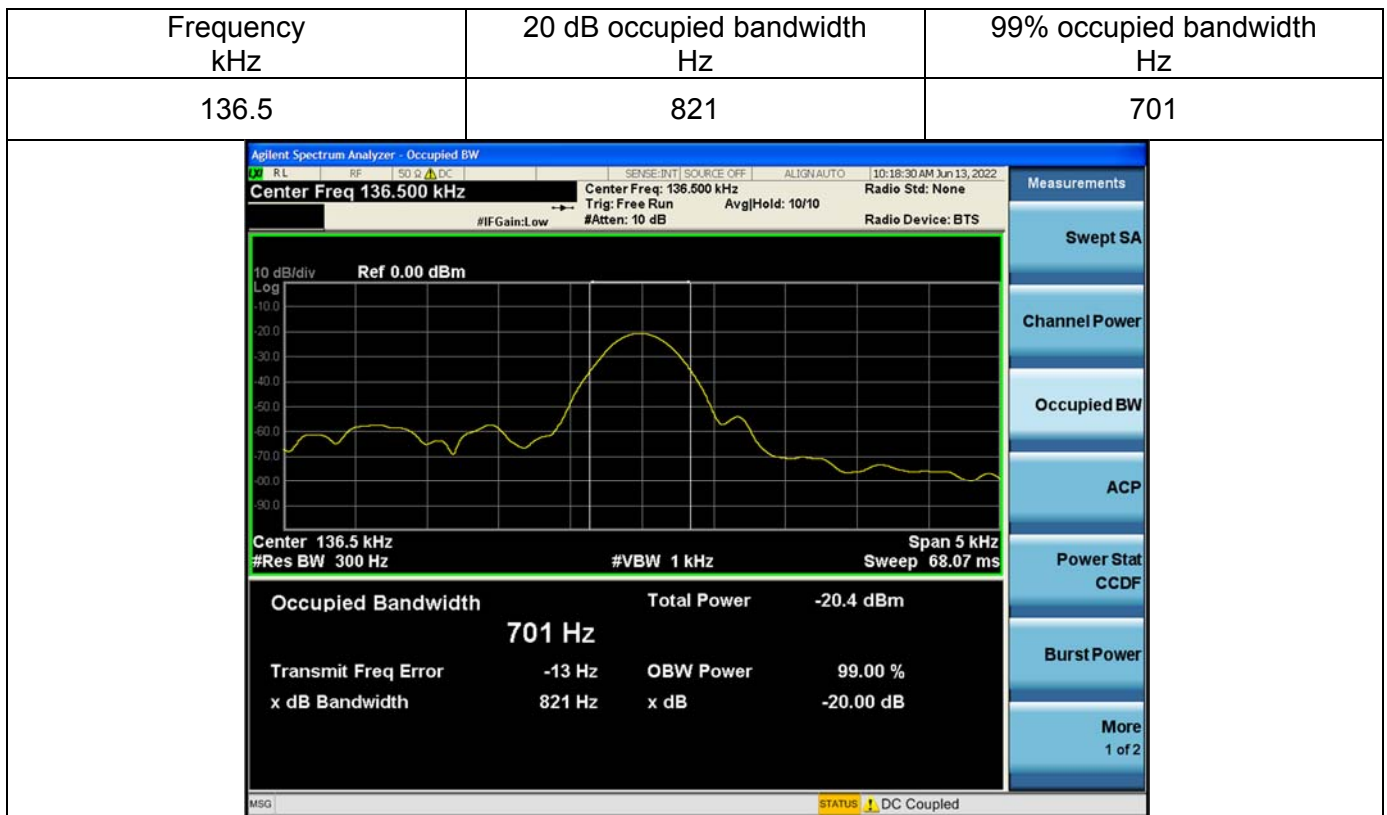 Frequency
kHz
20 dB occupied bandwidth
Hz
99% occupied bandwidth
Hz
136.5
821
701
Agilent Spectrum Analyzer - Occupied BW
LXI RL RF 50 Ω DC SENSE:INT SOURCE OFF ALIGN AUTO 10:18:30 AM Jun 13, 2022
Center Freq 136.500 kHz
Center Freq: 136.500 kHz
Radio Std: None
Trig: Free Run
Avg|Hold: 10/10
#IFGain:Low
#Atten: 10 dB
Radio Device: BTS
10 dB/div
Ref 0.00 dBm
Log
-10.0
-20.0
-30.0
-40.0
-50.0
-60.0
-70.0
-90.0
Center 136.5 kHz
Span 5 kHz
#Res BW 300 Hz
#VBW 1 kHz
Sweep 68.07 ms
Occupied Bandwidth
Total Power -20.4 dBm
701 Hz
Transmit Freq Error -13 Hz
OBW Power 99.00 %
x dB Bandwidth 821 Hz
x dB -20.00 dB
Measurements
Swept SA
Channel Power
Occupied BW
ACP
Power Stat
CCDF
Burst Power
More
1 of 2
MSG
STATUS DC Coupled